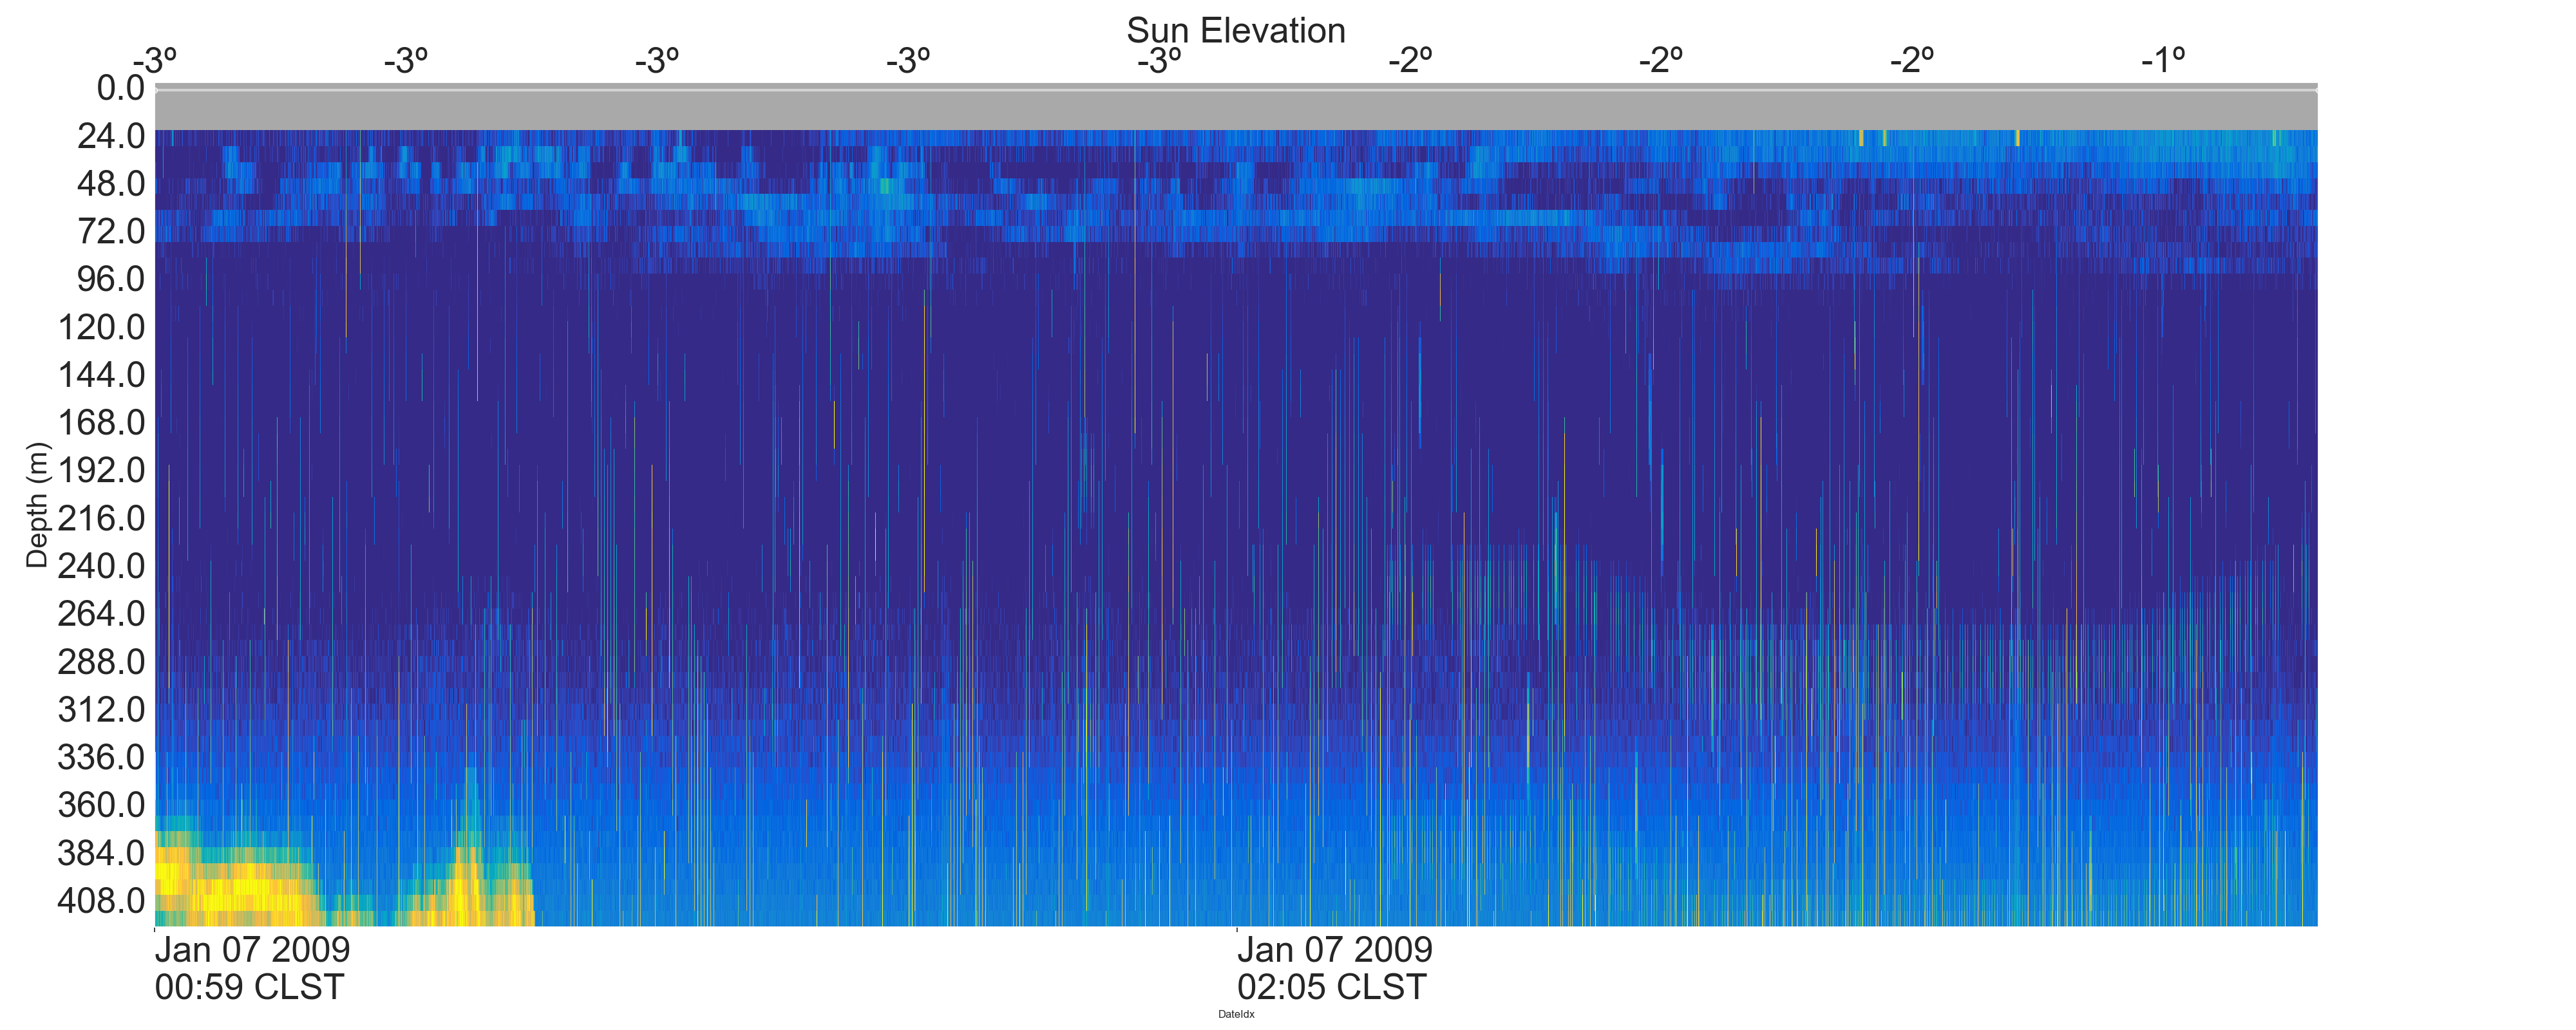 Sun Elevation
-3º -3º -3º -3º -3º -2º -2º -2º -1º
0.0
24.0
48.0
72.0
96.0
120.0
144.0
168.0
192.0
216.0
240.0
264.0
288.0
312.0
336.0
360.0
384.0
408.0
Depth (m)
Jan 07 2009
00:59 CLST
Jan 07 2009
02:05 CLST
DateIdx